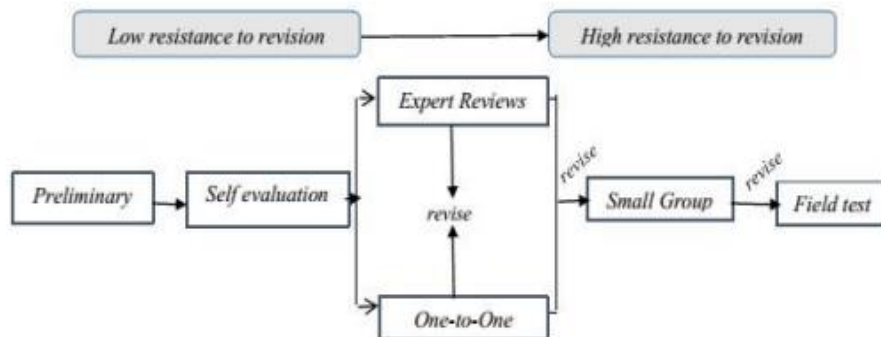 Low resistance to revision
High resistance to revision
Expert Reviews
Preliminary
Self evaluation
revise
revise
Small Group
revise
Field test
One-to-One